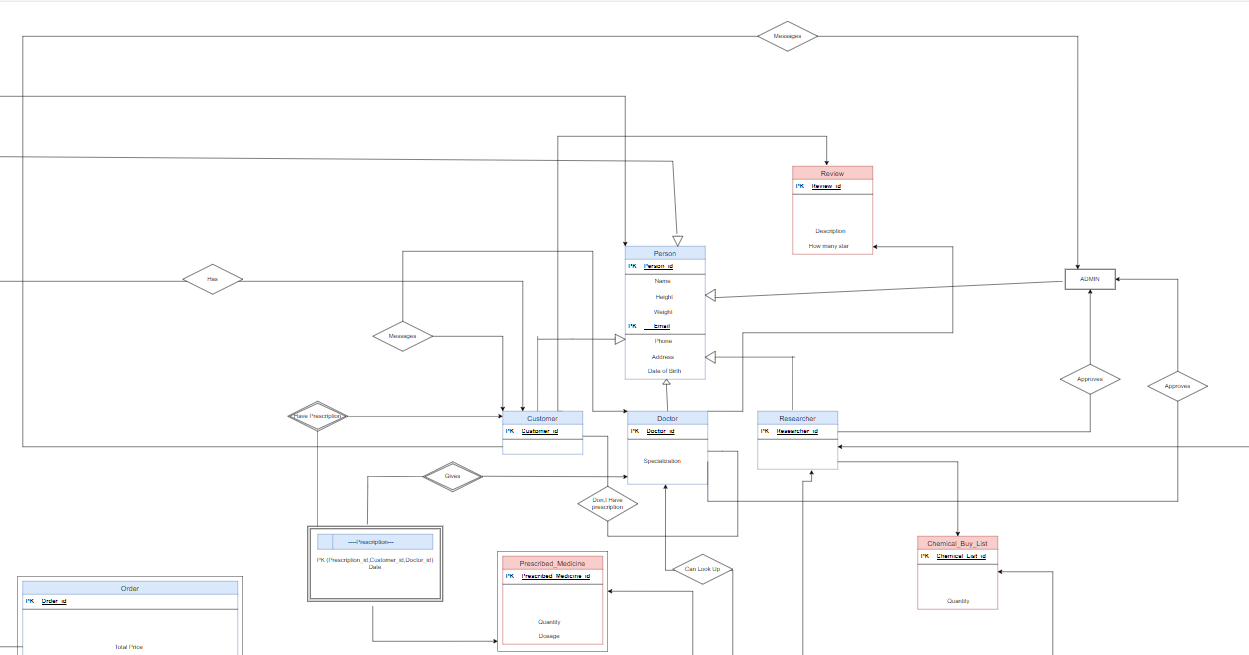 Messages
Review
PK Review_id
Description
How many star
Person
PK Person_id
Name
Height
Weight
PK Email
Phone
Address
Date of Birth
Has
ADMIN
Messages
Approves
Approves
Have Prescription
Customer
PK Customer_id
Doctor
PK Doctor_id
Specialization
Researcher
PK Researcher_id
Gives
Don,t Have
prescription
----Prescription---
PK (Prescription_id,Customer_id,Doctor_id)
Date
Chemical_Buy_List
PK Chemical_List_id
Quantity
Prescribed_Medicine
PK Prescribed_Medicine_id
Quantity
Dosage
Can Look Up
Order
PK Order_id
Total Price